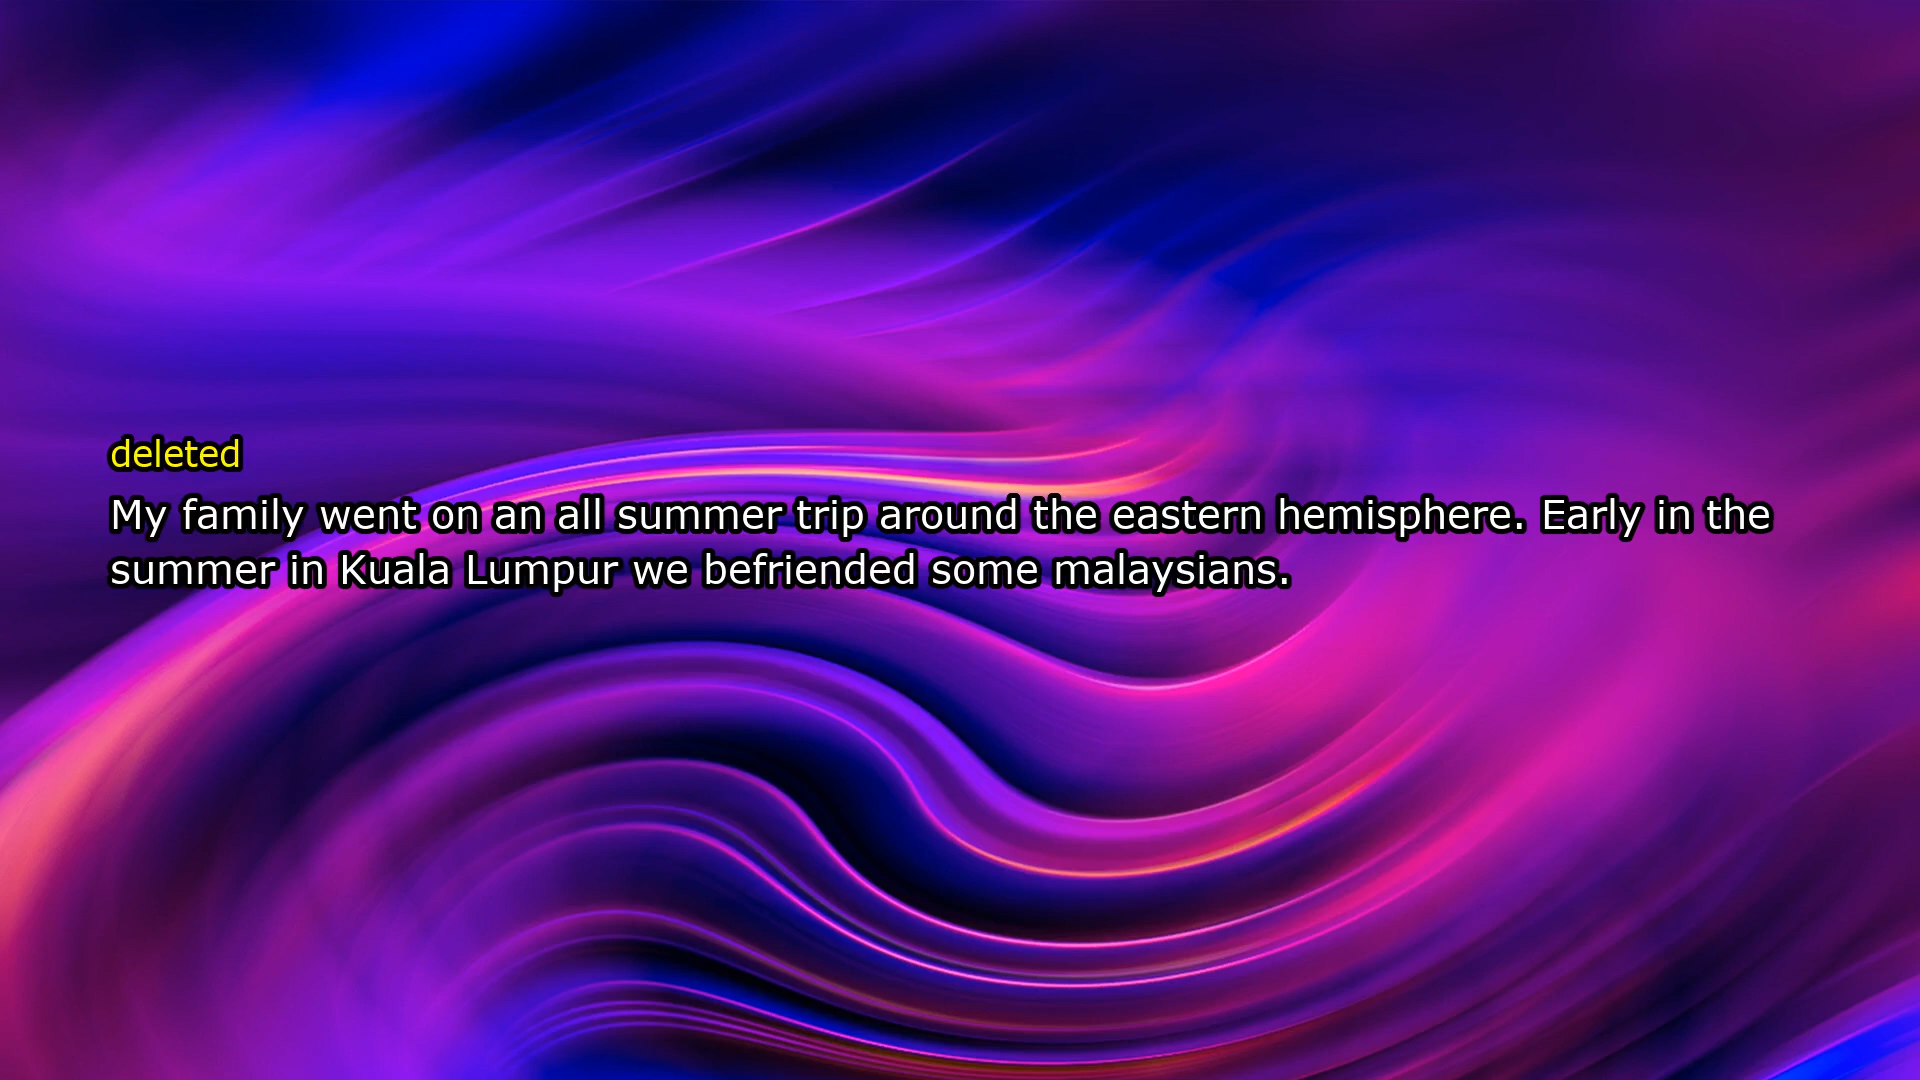 deleted
My family went on an all summer trip around the eastern hemisphere. Early in the
summer in Kuala Lumpur we befriended some malaysians.